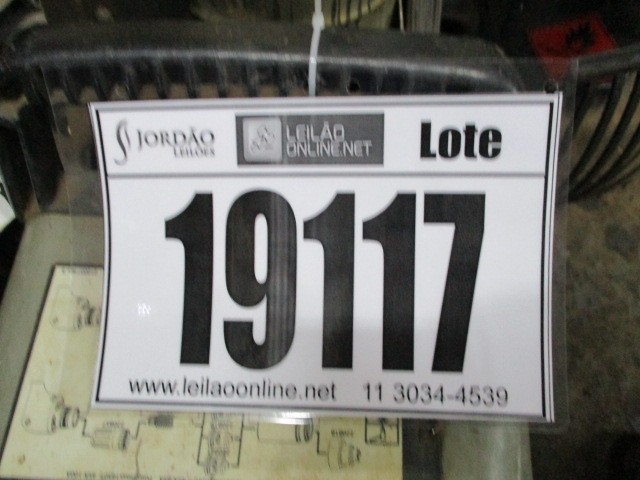 JORDÃO
LEILÕES
LEILÃO
ONLINE.NET
Lote
19117
www.leilaoonline.net 11 3034-4539